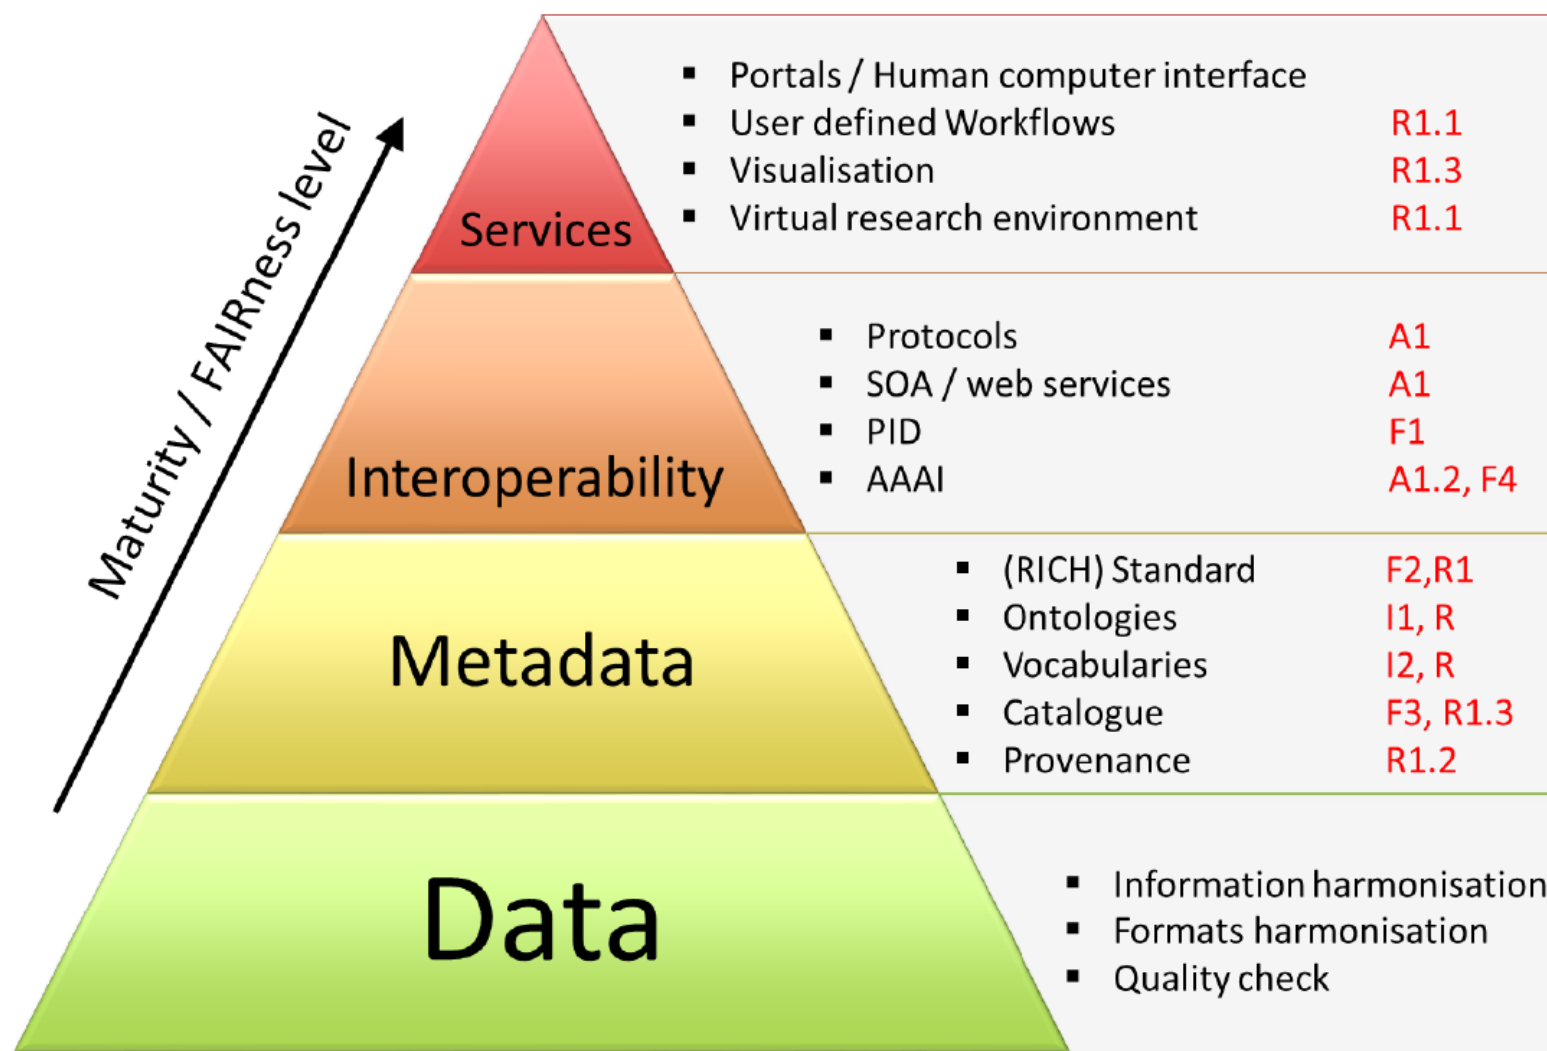 Maturity / FAIRness level
Services
▪ Portals / Human computer interface
▪ User defined Workflows R1.1
▪ Visualisation R1.3
▪ Virtual research environment R1.1
Interoperability
▪ Protocols A1
▪ SOA / web services A1
▪ PID F1
▪ AAAI A1.2, F4
Metadata
▪ (RICH) Standard F2,R1
▪ Ontologies I1, R
▪ Vocabularies I2, R
▪ Catalogue F3, R1.3
▪ Provenance R1.2
Data
▪ Information harmonisation
▪ Formats harmonisation
▪ Quality check